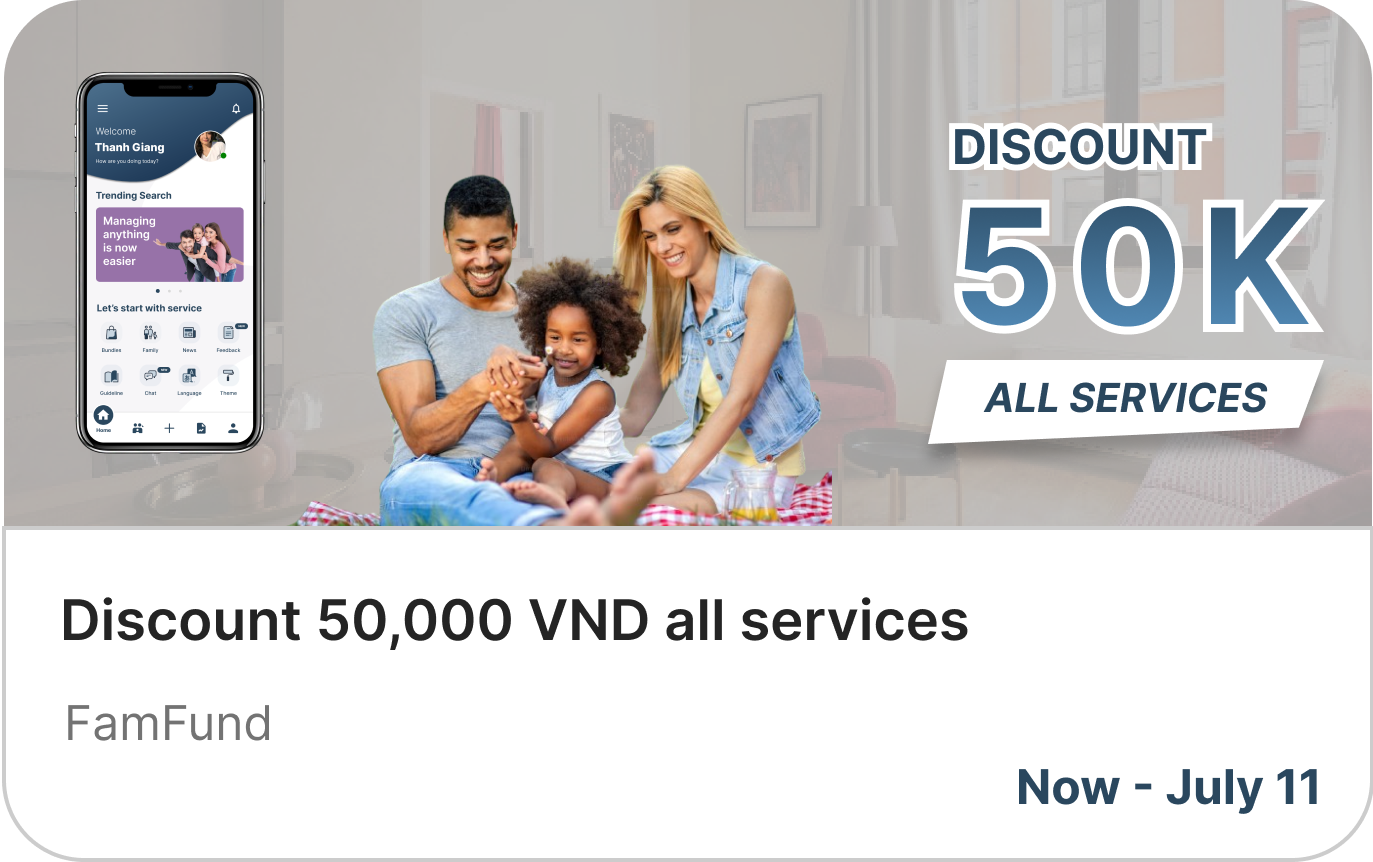 Welcome
Thanh Giang
How are you doing today?
Trending Search
Managing
anything
is now
easier
Let's start with service
NEW
Bundles Family News Feedback
NEW
Guideline Chat Language Theme
Home
DISCOUNT
50K
ALL SERVICES
Discount 50,000 VND all services
FamFund
Now - July 11